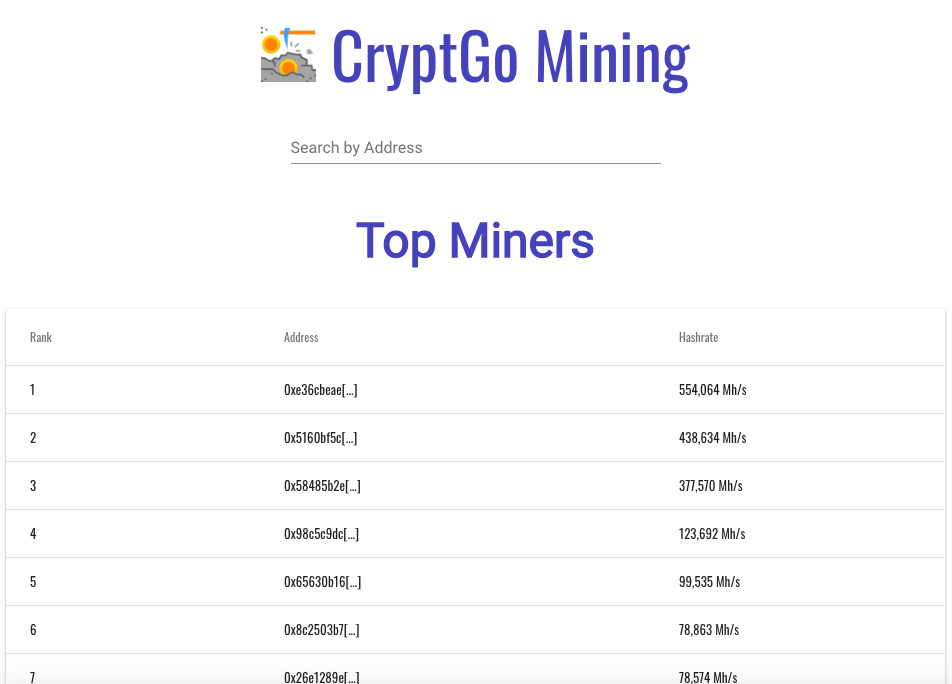 CryptGo Mining
Search by Address
Top Miners
Rank Address Hashrate
1 0xe36cbeae[...] 554,064 Mh/s
2 0x5160bf5c[...] 438,634 Mh/s
3 0x58485b2e[...] 377,570 Mh/s
4 0x98c5c9dc[...] 123,692 Mh/s
5 0x65630b16[...] 99,535 Mh/s
6 0x8c2503b7[...] 78,863 Mh/s
7 0x26e1289e[...] 78,574 Mh/s